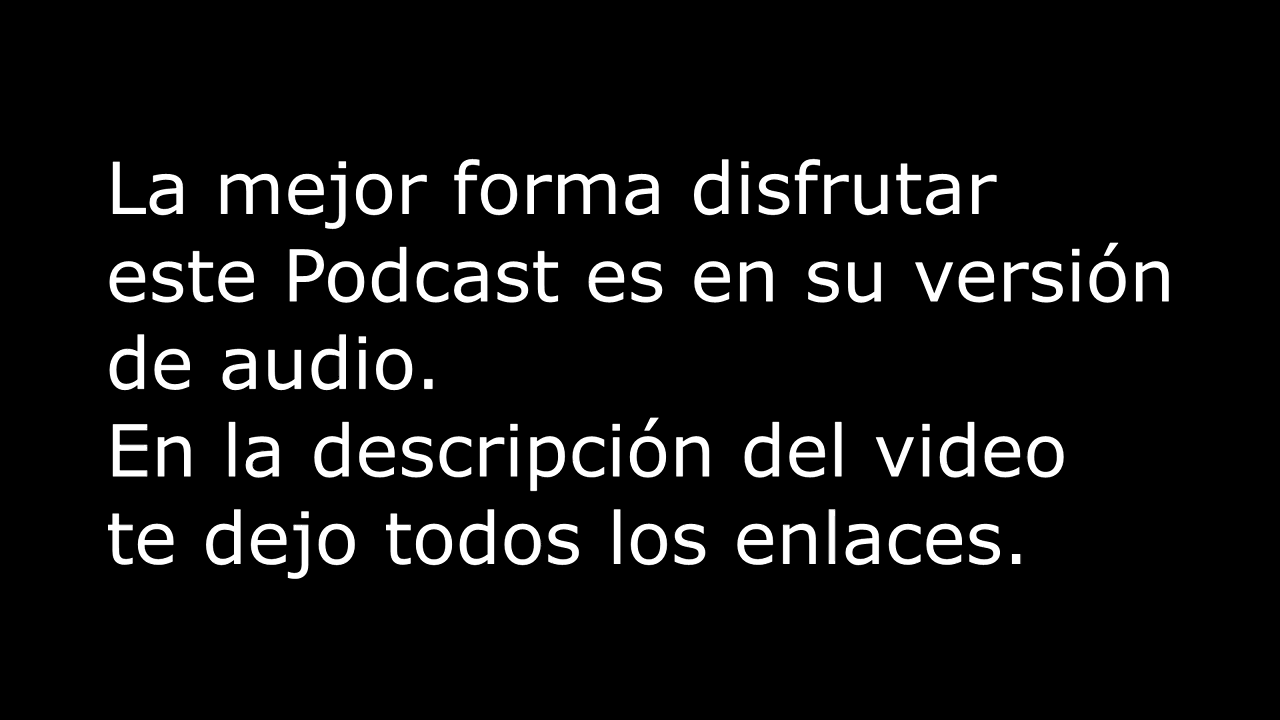 La mejor forma disfrutar
este Podcast es en su versión
de audio.
En la descripción del video
te dejo todos los enlaces.